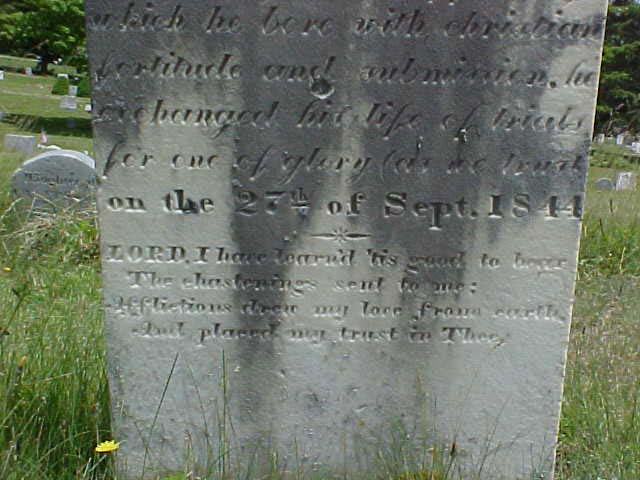 which he bore with christian
fortitude and submission, he
exchanged his life of trials
for one of glory (as we trust
on the 27th of Sept. 1844
LORD, I have learn'd 'tis good to bear
The chastenings sent to me;
Afflictions drew my love from earth,
And placed my trust in Thee,